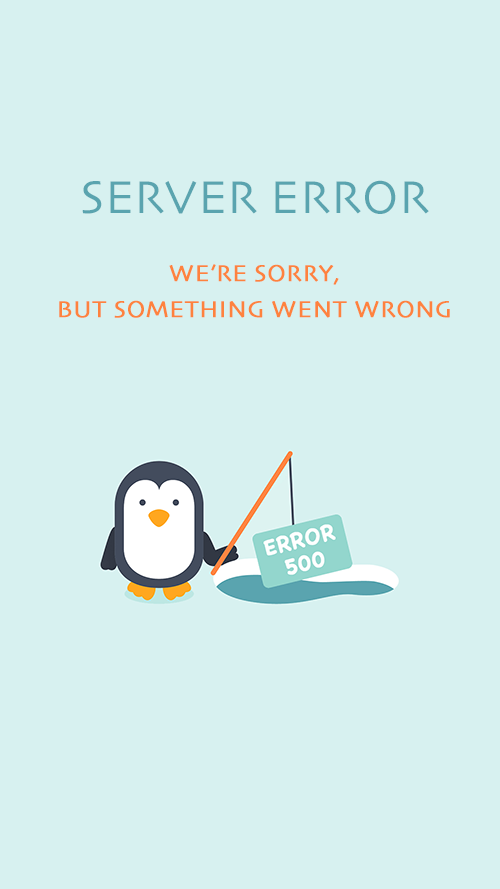 SERVER ERROR
WE'RE SORRY,
BUT SOMETHING WENT WRONG
ERROR
500